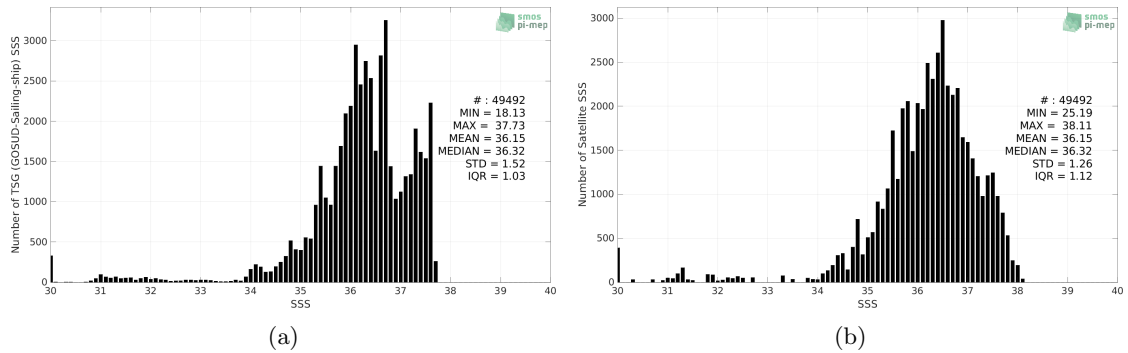 smos
pi-mep
Number of TSG (GOSUD-Sailing-ship) SSS
3000
2500
2000
1500
1000
500
0
# : 49492
MIN = 18.13
MAX = 37.73
MEAN = 36.15
MEDIAN = 36.32
STD = 1.52
IQR = 1.03
30 31 32 33 34 35 36 37 38 39 40
SSS
(a)
smos
pi-mep
Number of Satellite SSS
3000
2500
2000
1500
1000
500
0
# : 49492
MIN = 25.19
MAX = 38.11
MEAN = 36.15
MEDIAN = 36.32
STD = 1.26
IQR = 1.12
30 31 32 33 34 35 36 37 38 39 40
SSS
(b)